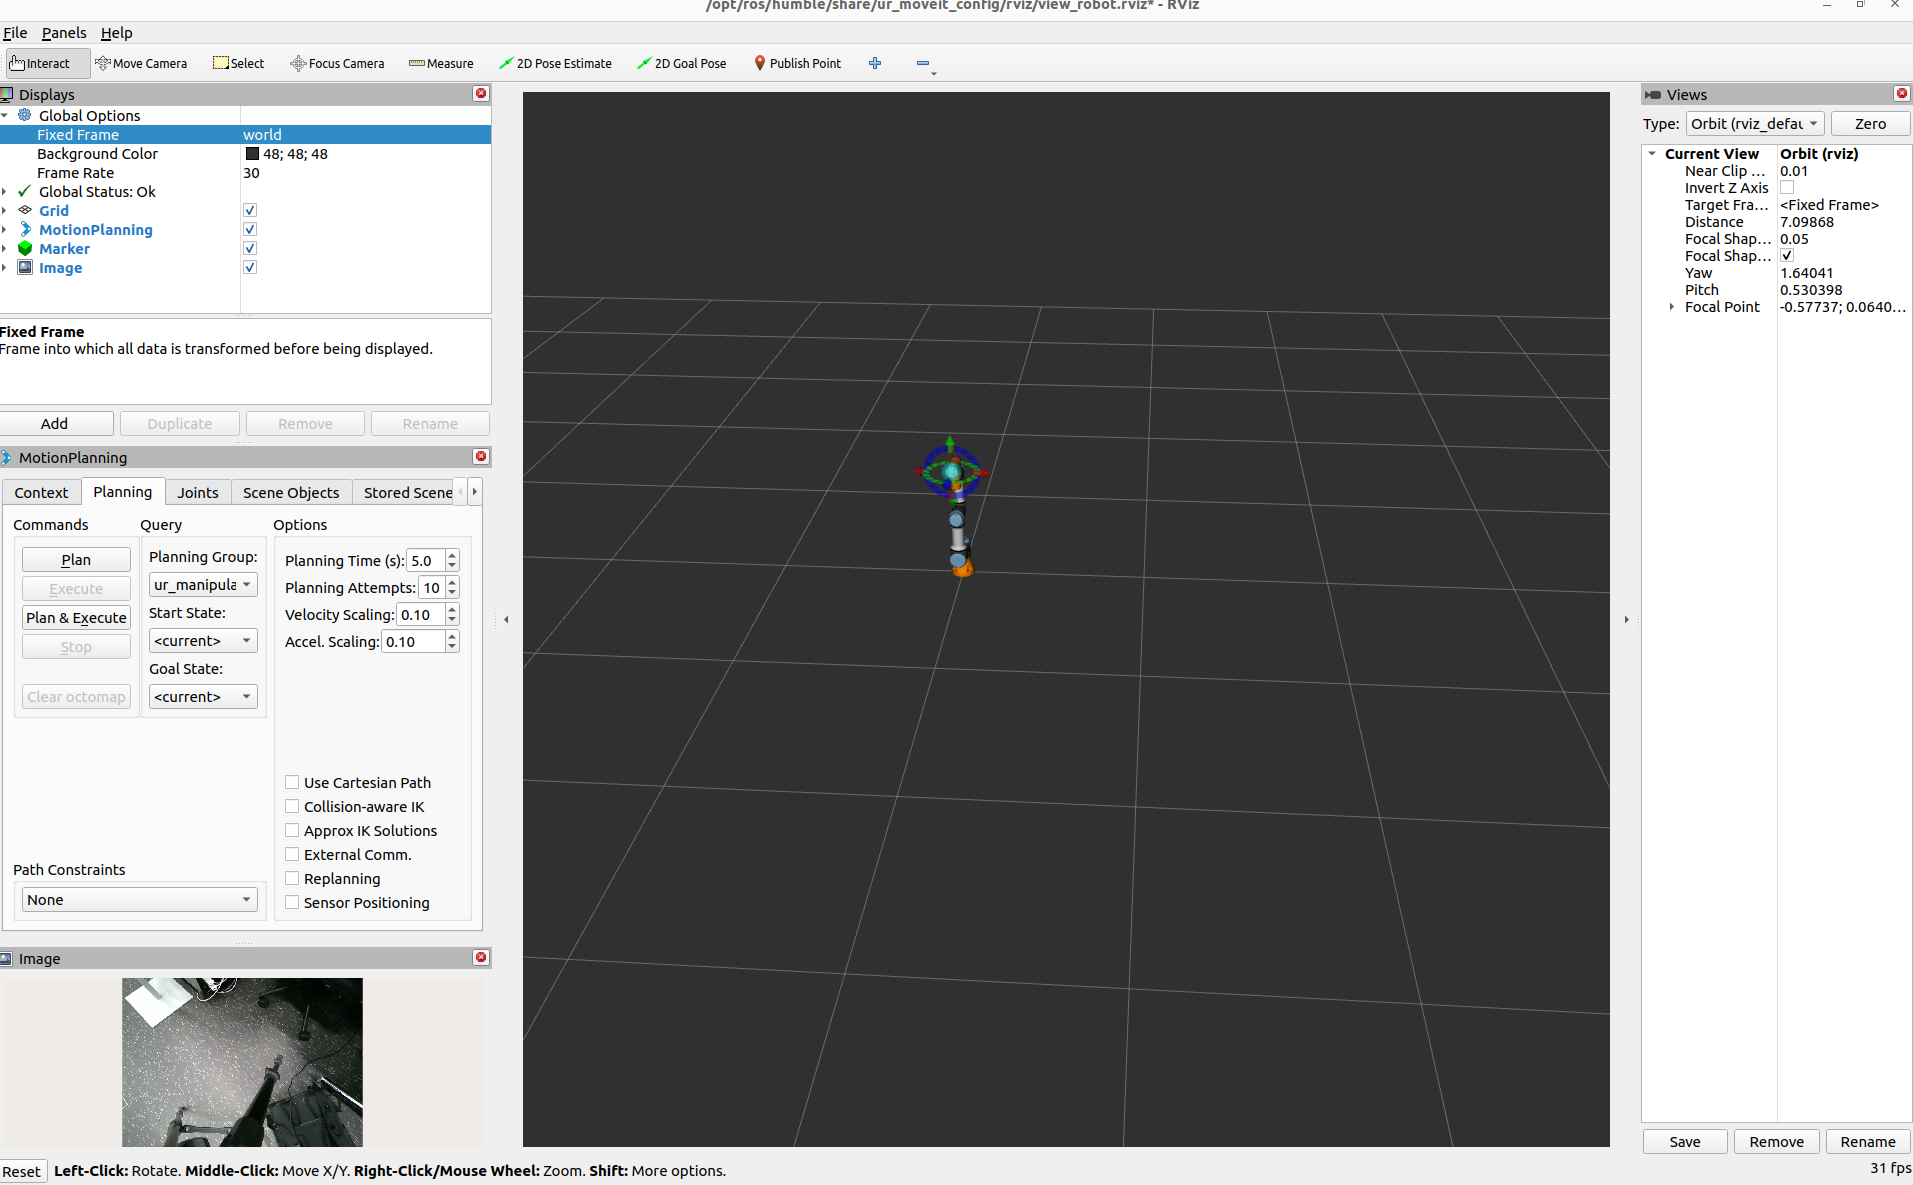 /opt/ros/humble/share/ur_moveit_config/rviz/view_robot.rviz* - RViz
File Panels Help
Interact Move Camera Select Focus Camera Measure 2D Pose Estimate 2D Goal Pose Publish Point
Displays
Global Options
Fixed Frame world
Background Color 48; 48; 48
Frame Rate 30
Global Status: Ok
Grid
MotionPlanning
Marker
Image
Fixed Frame
Frame into which all data is transformed before being displayed.
Add Duplicate Remove Rename
MotionPlanning
Context Planning Joints Scene Objects Stored Scene
Commands Query Options
Plan
Execute
Plan & Execute
Stop
Clear octomap
Planning Group:
ur_manipula
Start State:
<current>
Goal State:
<current>
Planning Time (s): 5.0
Planning Attempts: 10
Velocity Scaling: 0.10
Accel. Scaling: 0.10
Use Cartesian Path
Collision-aware IK
Approx IK Solutions
External Comm.
Replanning
Sensor Positioning
Path Constraints
None
Image
Reset Left-Click: Rotate. Middle-Click: Move X/Y. Right-Click/Mouse Wheel: Zoom. Shift: More options.
Views
Type: Orbit (rviz_defau Zero
Current View Orbit (rviz)
Near Clip ... 0.01
Invert Z Axis
Target Fra... <Fixed Frame>
Distance 7.09868
Focal Shap... 0.05
Focal Shap...
Yaw 1.64041
Pitch 0.530398
Focal Point -0.57737; 0.0640...
Save Remove Rename
31 fps